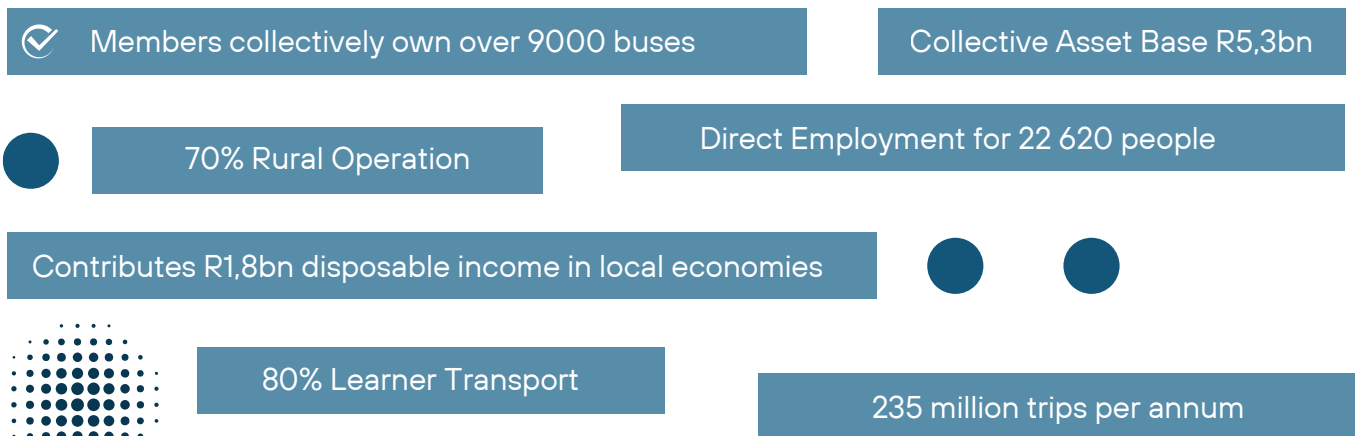 Members collectively own over 9000 buses
Collective Asset Base R5,3bn
Direct Employment for 22 620 people
70% Rural Operation
Contributes R1,8bn disposable income in local economies
80% Learner Transport
235 million trips per annum